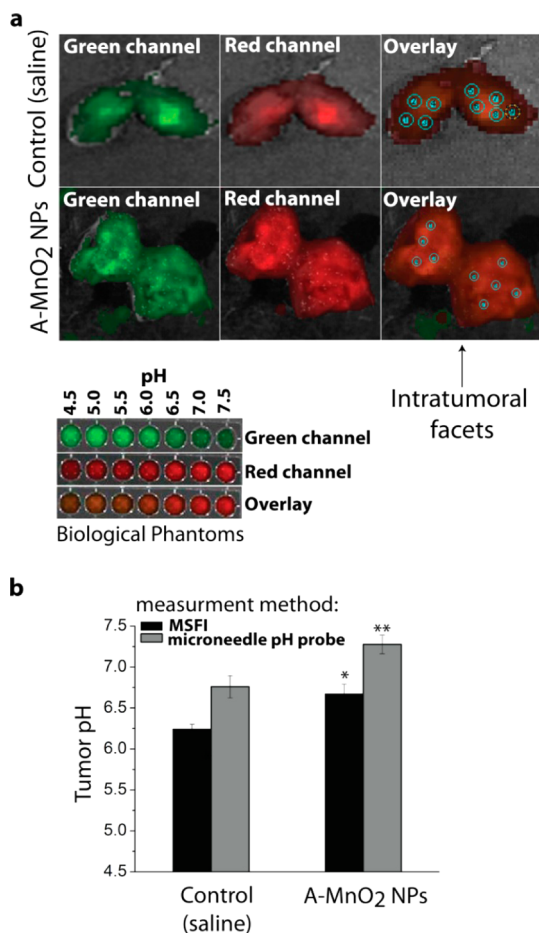 a
Control (saline)
Green channel
Red channel
Overlay
A-MnO2 NPs
Green channel
Red channel
Overlay
Intratumoral
facets
pH
4.5 5.0 5.5 6.0 6.5 7.0 7.5
Green channel
Red channel
Overlay
Biological Phantoms
b
measurment method:
MSFI
microneedle pH probe
Tumor pH
7.5
7.0
6.5
6.0
5.5
5.0
4.5
*
**
Control
(saline)
A-MnO2 NPs